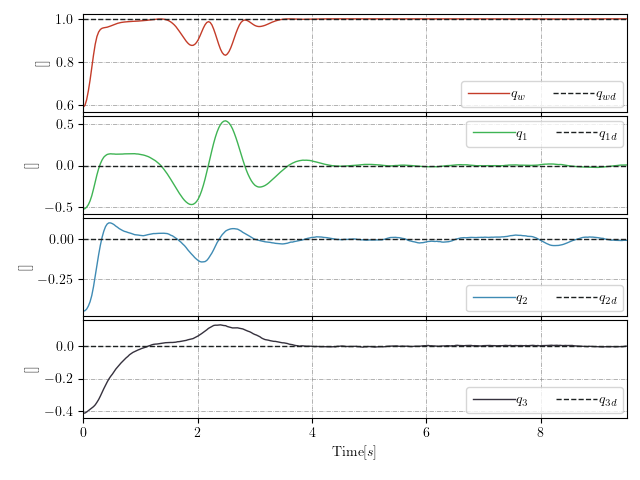 1.0
0.8
0.6
[]
q_w
q_{wd}
0.5
0.0
−0.5
[]
q_1
q_{1d}
0.00
−0.25
[]
q_2
q_{2d}
0.0
−0.2
−0.4
[]
q_3
q_{3d}
0 2 4 6 8
Time[s]